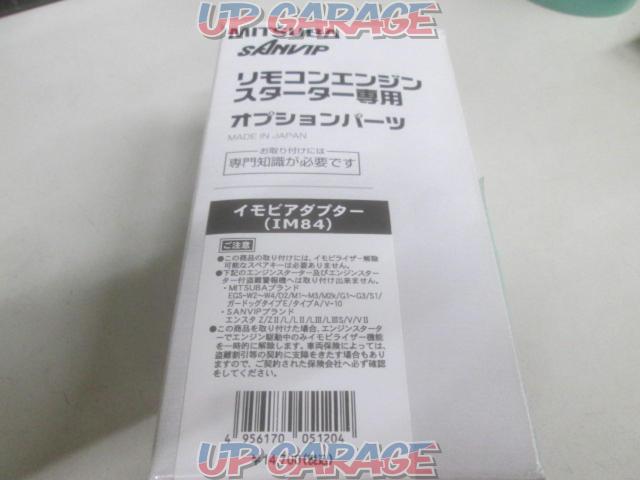 UP GARAGE
MITSUBA
SANVIP
リモコンエンジン
スターター専用
オプションパーツ
MADE IN JAPAN
お取り付けには
専門知識が必要です
イモビアダプター
(IM84)
ご注意
●この商品の取り付けには、イモビライザー解除
可能なスペアキーは必要ありません。
●下記のエンジンスターター及びエンジンスター
ター付盗難警報機へは取り付け出来ません。
・MITSUBAブランド
EGS-W2〜W4/D2/M1〜M3/M2k/G1〜G3/S1/
ガードッグタイプE/タイプA/V-10
・SANVIPブランド
エンスタ Z/ZⅡ/L/LⅡ/LⅢ/LⅢS/V/VⅡ
●この商品を取り付けた場合、エンジンスタータ
ーでエンジン駆動中のみイモビライザー機能
を一時的に解除します。車両保険によっては、
盗難割引等の契約に支障をきたす場合もあり
ますので、ご契約された保険会社へ必ず確認
をしてください。
4 956170 051204
UP GARAGE